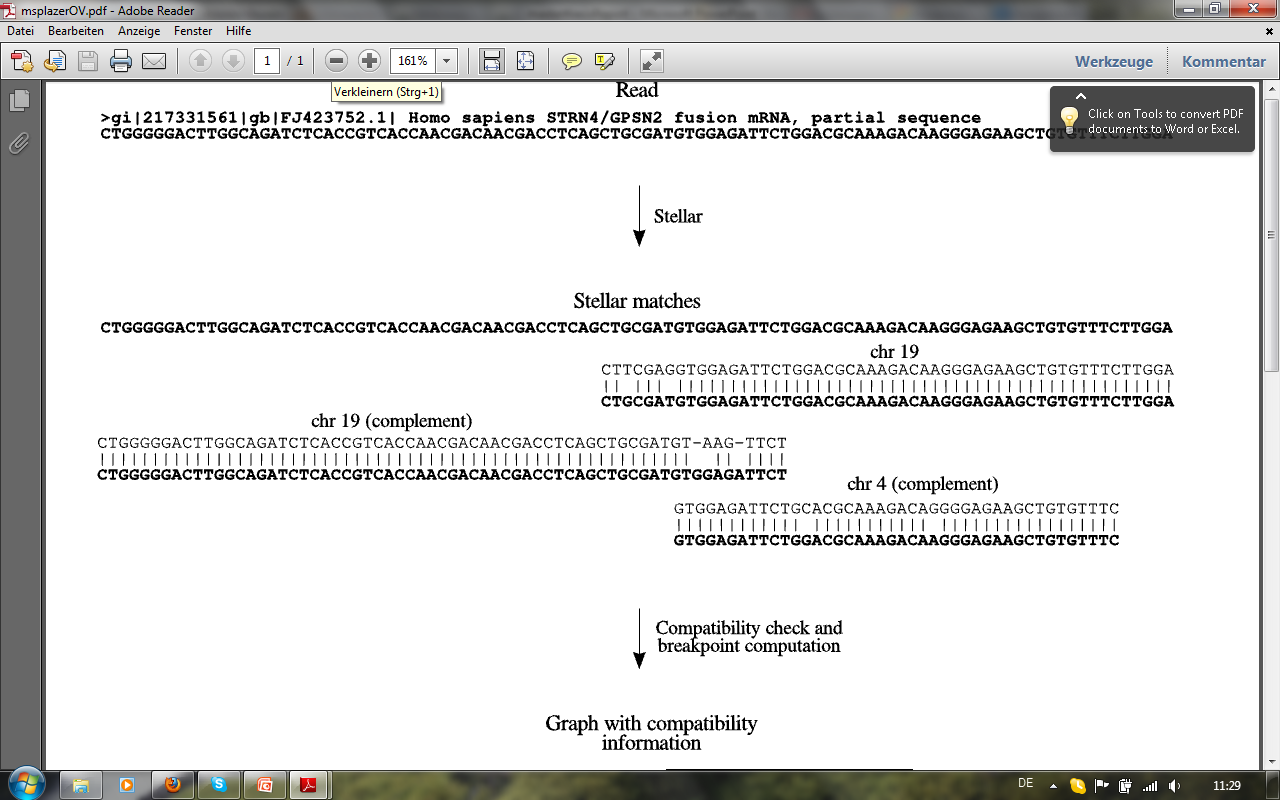 msplazerOV.pdf - Adobe Reader
Datei Bearbeiten Anzeige Fenster Hilfe
1 / 1 161% Werkzeuge Kommentar
Verkleinern (Strg+1)
Read
Click on Tools to convert PDF
documents to Word or Excel.
>gi|217331561|gb|FJ423752.1| Homo sapiens STRN4/GPSN2 fusion mRNA, partial sequence
CTGGGGGACTTGGCAGATCTCACCGTCACCAACGACAACGACCTCAGCTGCGATGTGGAGATTCTGGACGCAAAGACAAGGGAGAAGCTGTGTTTCTTGGA
Stellar
Stellar matches
CTGGGGGACTTGGCAGATCTCACCGTCACCAACGACAACGACCTCAGCTGCGATGTGGAGATTCTGGACGCAAAGACAAGGGAGAAGCTGTGTTTCTTGGA
chr 19
CTTCGAGGTGGAGATTCTGGACGCAAAGACAAGGGAGAAGCTGTGTTTCTTGGA
CTGCGATGTGGAGATTCTGGACGCAAAGACAAGGGAGAAGCTGTGTTTCTTGGA
chr 19 (complement)
CTGGGGGACTTGGCAGATCTCACCGTCACCAACGACAACGACCTCAGCTGCGATGT-AAG-TTCT
CTGGGGGACTTGGCAGATCTCACCGTCACCAACGACAACGACCTCAGCTGCGATGTGGAGATTCT
chr 4 (complement)
GTGGAGATTCTGCACGCAAAGACAGGGGAGAAGCTGTGTTTC
GTGGAGATTCTGGACGCAAAGACAAGGGAGAAGCTGTGTTTC
Compatibility check and
breakpoint computation
Graph with compatibility
information
DE 11:29